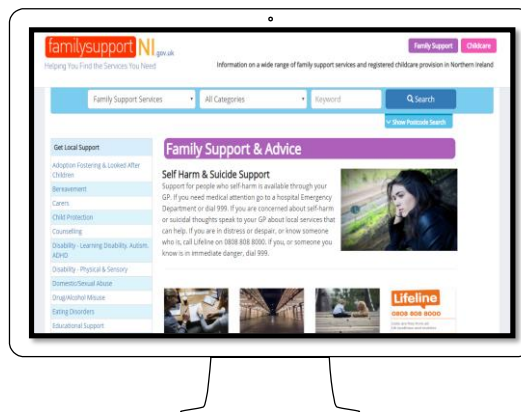 familysupport NI gov.uk
Helping You Find the Services You Need
Family Support
Childcare
Information on a wide range of family support services and registered childcare provision in Northern Ireland
Family Support Services
All Categories
Keyword
Search
Show Postcode Search
Get Local Support
Adoption Fostering & Looked After
Children
Bereavement
Carers
Child Protection
Counselling
Disability - Learning Disability, Autism,
ADHD
Disability - Physical & Sensory
Domestic/Sexual Abuse
Drug/Alcohol Misuse
Eating Disorders
Educational Support
Family Support & Advice
Self Harm & Suicide Support
Support for people who self-harm is available through your
GP. If you need medical attention go to a hospital Emergency
Department or dial 999. If you are concerned about self-harm
or suicidal thoughts speak to your GP about local services that
can help. If you are in distress or despair, or know someone
who is, call Lifeline on 0808 808 8000. If you, or someone you
know is in immediate danger, dial 999.
Lifeline
0808 808 8000